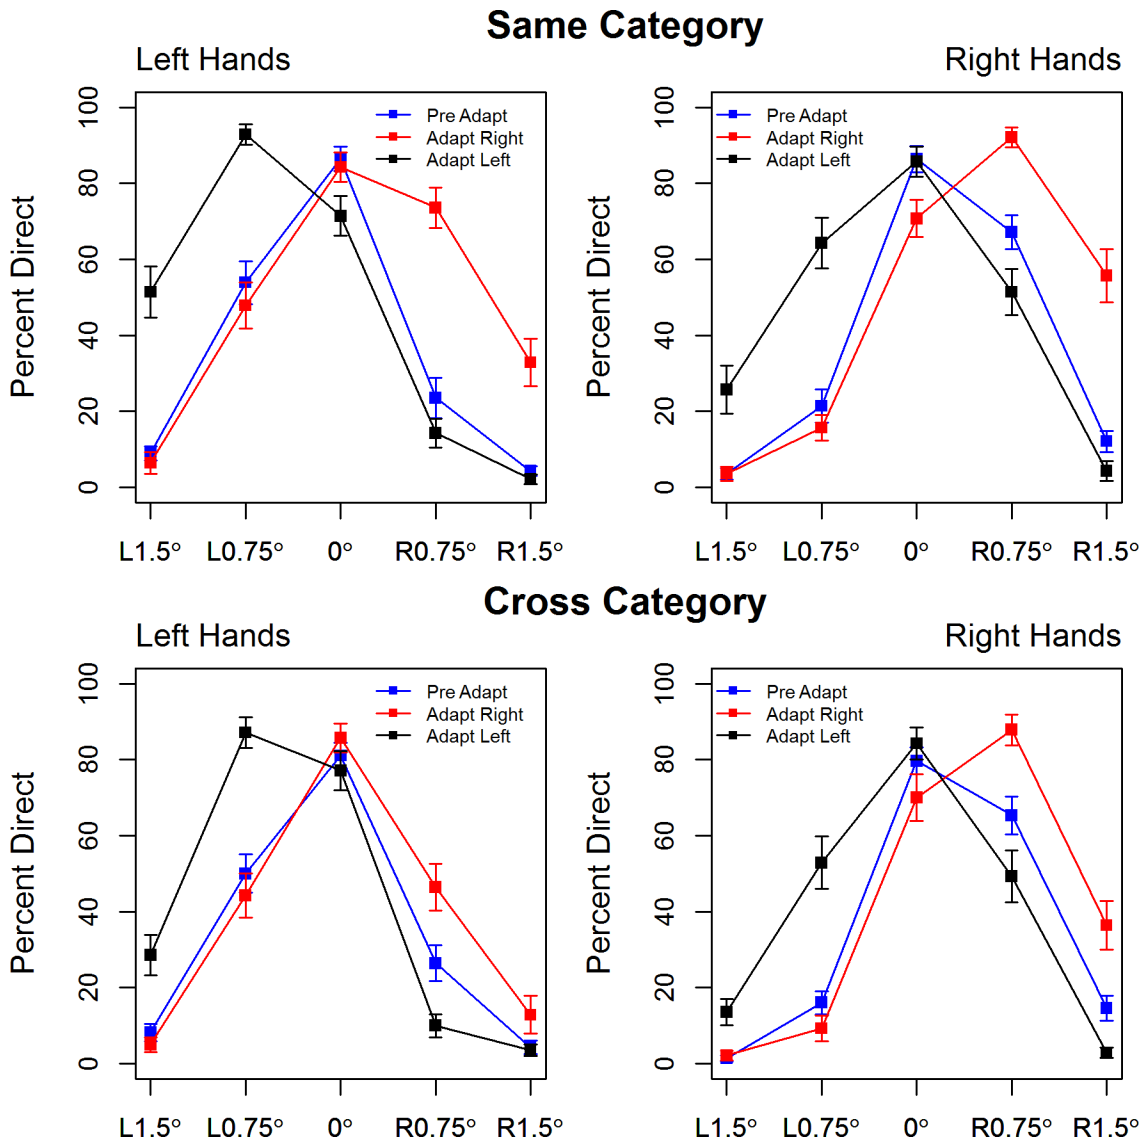 Same Category
Left Hands
Right Hands
Percent Direct
0 20 40 60 80 100
Pre Adapt
Adapt Right
Adapt Left
L1.5° L0.75° 0° R0.75° R1.5°
Percent Direct
0 20 40 60 80 100
Pre Adapt
Adapt Right
Adapt Left
L1.5° L0.75° 0° R0.75° R1.5°
Cross Category
Left Hands
Right Hands
Percent Direct
0 20 40 60 80 100
Pre Adapt
Adapt Right
Adapt Left
L1.5° L0.75° 0° R0.75° R1.5°
Percent Direct
0 20 40 60 80 100
Pre Adapt
Adapt Right
Adapt Left
L1.5° L0.75° 0° R0.75° R1.5°